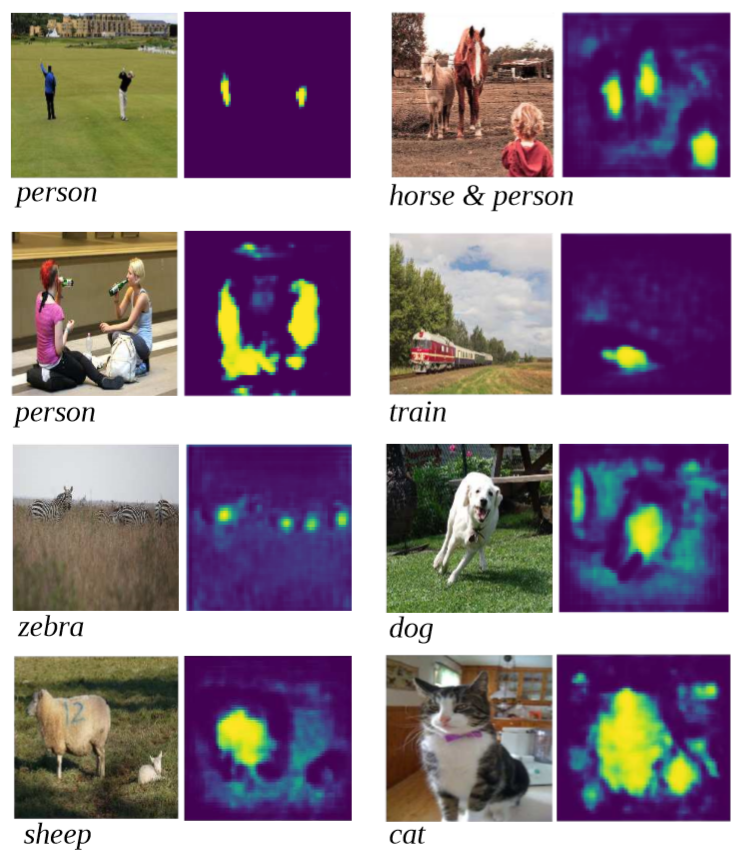 person
horse & person
person
train
zebra
dog
12
sheep
cat